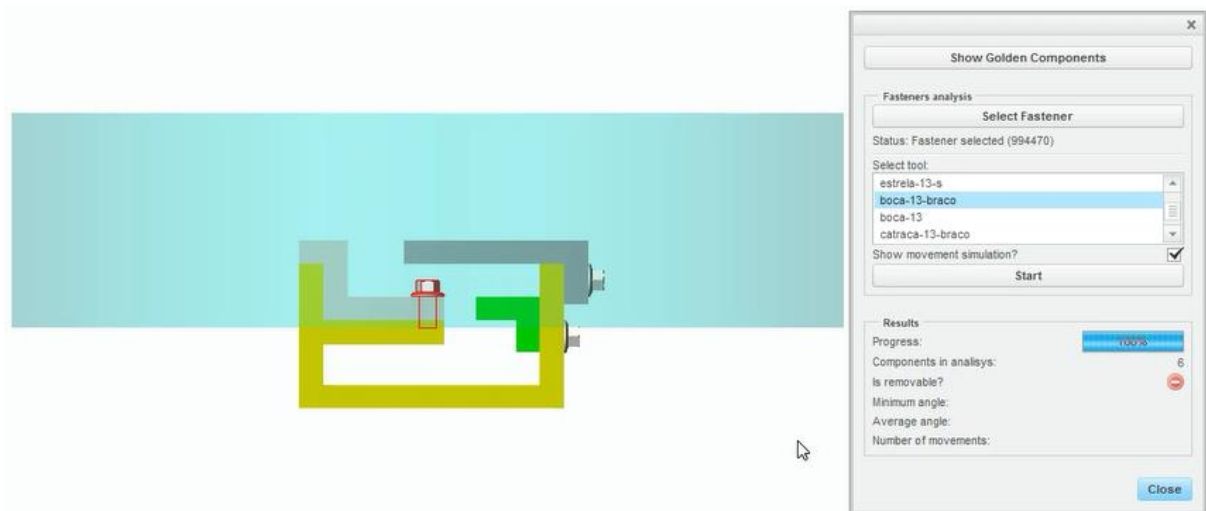 x
Show Golden Components
Fasteners analysis
Select Fastener
Status: Fastener selected (994470)
Select tool:
estrela-13-s
boca-13-braco
boca-13
catraca-13-braco
Show movement simulation?
Start
Results
Progress: 100%
Components in analisys: 6
Is removable?
Minimum angle:
Average angle:
Number of movements:
Close